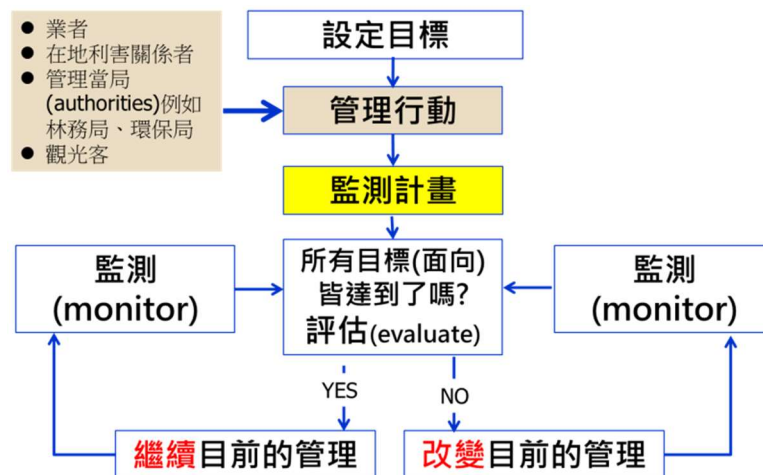 ● 業者
● 在地利害關係者
● 管理當局
(authorities)例如
林務局、環保局
● 觀光客
設定目標
管理行動
監測計畫
所有目標(面向)
皆達到了嗎?
評估(evaluate)
監測
(monitor)
監測
(monitor)
YES
NO
繼續目前的管理
改變目前的管理